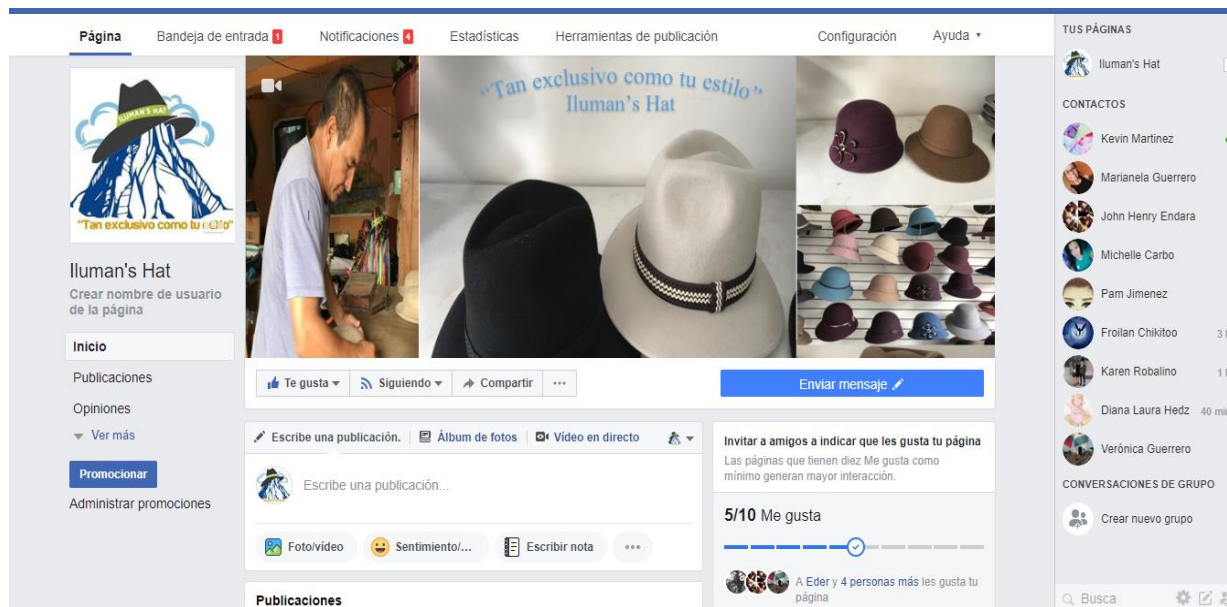 Página
Bandeja de entrada 1
Notificaciones 4
Estadísticas
Herramientas de publicación
Configuración
Ayuda
ILUMAN'S HAT
"Tan exclusivo como tu estilo"
Iluman's Hat
Crear nombre de usuario
de la página
Inicio
Publicaciones
Opiniones
Ver más
Promocionar
Administrar promociones
"Tan exclusivo como tu estilo"
Iluman's Hat
Te gusta
Siguiendo
Compartir
Enviar mensaje
Escribe una publicación.
Álbum de fotos
Vídeo en directo
Escribe una publicación...
Foto/vídeo
Sentimiento/...
Escribir nota
Publicaciones
Invitar a amigos a indicar que les gusta tu página
Las páginas que tienen diez Me gusta como
mínimo generan mayor interacción.
5/10 Me gusta
A Eder y 4 personas más les gusta tu
página
TUS PÁGINAS
Iluman's Hat
CONTACTOS
Kevin Martinez
Marianela Guerrero
John Henry Endara
Michelle Carbo
Pam Jimenez
Froilan Chikitoo 3
Karen Robalino 1
Diana Laura Hedz 40 min
Verónica Guerrero
CONVERSACIONES DE GRUPO
Crear nuevo grupo
Busca